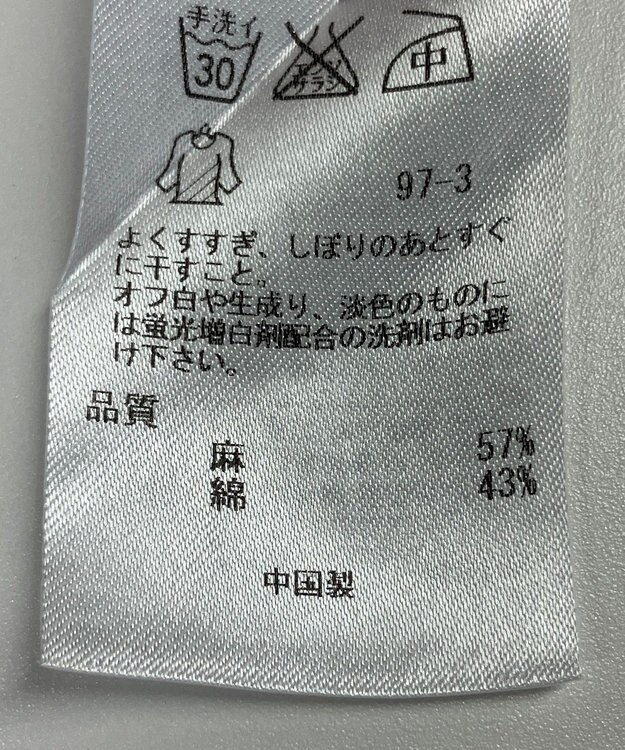 手洗イ
30
エンソ
サラシ
中
97-3
よくすすぎ、しぼりのあとすぐ
に干すこと。
オフ白や生成り、淡色のものに
は蛍光増白剤配合の洗剤はお避
け下さい。
品質
麻 57%
綿 43%
中国製